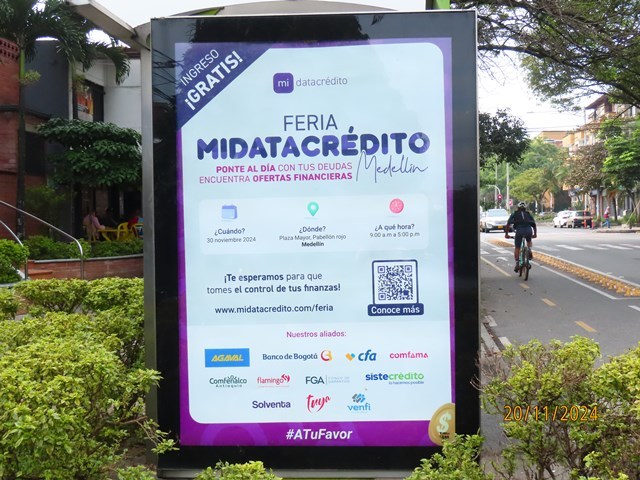 INGRESO
¡GRATIS!
mi datacrédito
FERIA
MIDATACRÉDITO
PONTE AL DÍA CON TUS DEUDAS
ENCUENTRA OFERTAS FINANCIERAS
Medellín
¿Cuándo?
30 noviembre 2024
¿Dónde?
Plaza Mayor, Pabellón rojo
Medellín
¿A qué hora?
9:00 a.m a 5:00 p.m
¡Te esperamos para que
tomes el control de tus finanzas!
www.midatacredito.com/feria
Conoce más
Nuestros aliados:
AGAVAL
Banco de Bogotá
cfa
comfama
Comfenalco
Antioquia
flamingo
FGA
sistecrédito
Solventa
tuya
venfi
#ATuFavor
20/11/2024